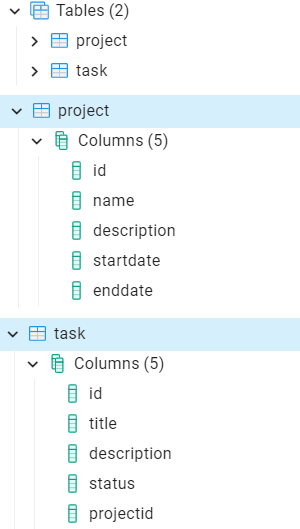 Tables (2)
project
task
project
Columns (5)
id
name
description
startdate
enddate
task
Columns (5)
id
title
description
status
projectid